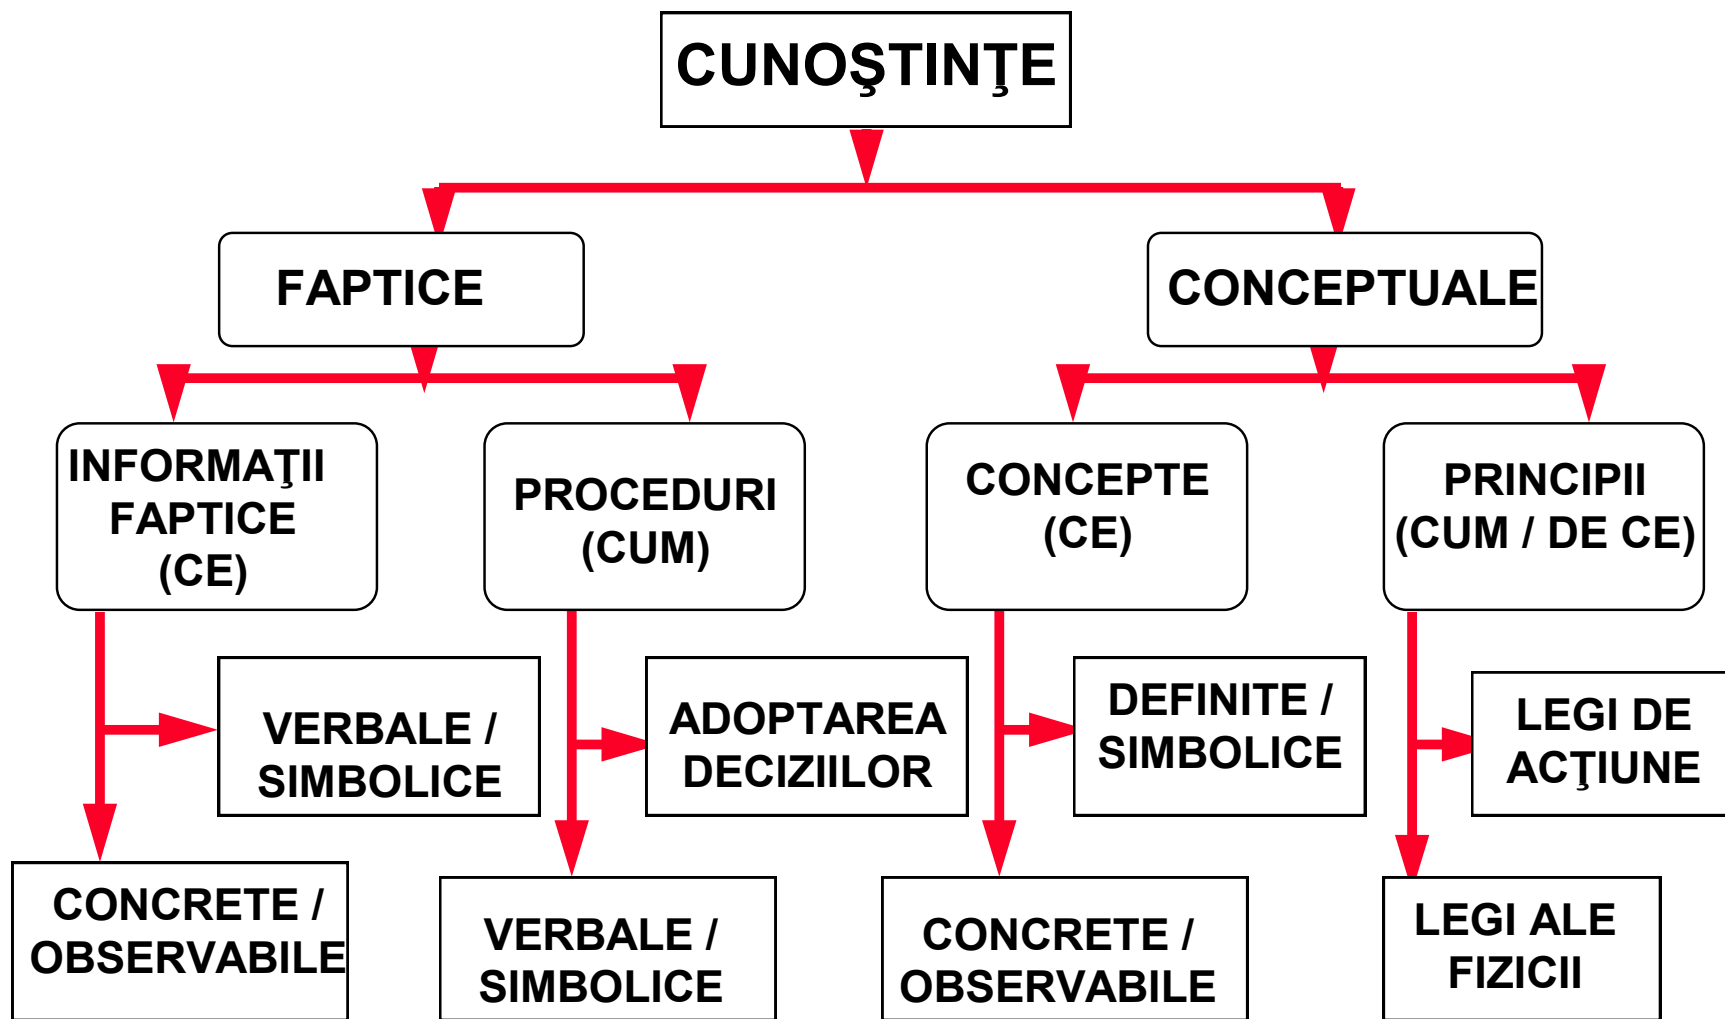 CUNOŞTINŢE
FAPTICE
CONCEPTUALE
INFORMAŢII
FAPTICE
(CE)
PROCEDURI
(CUM)
CONCEPTE
(CE)
PRINCIPII
(CUM / DE CE)
VERBALE /
SIMBOLICE
ADOPTAREA
DECIZIILOR
DEFINITE /
SIMBOLICE
LEGI DE
ACŢIUNE
CONCRETE /
OBSERVABILE
VERBALE /
SIMBOLICE
CONCRETE /
OBSERVABILE
LEGI ALE
FIZICII